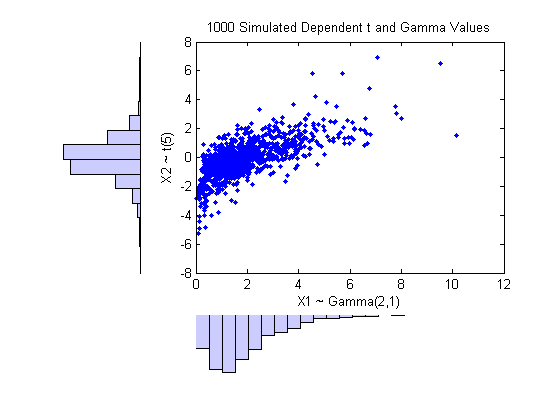 1000 Simulated Dependent t and Gamma Values
8
6
4
2
0
-2
-4
-6
-8
X2 ~ t(5)
0 2 4 6 8 10 12
X1 ~ Gamma(2,1)